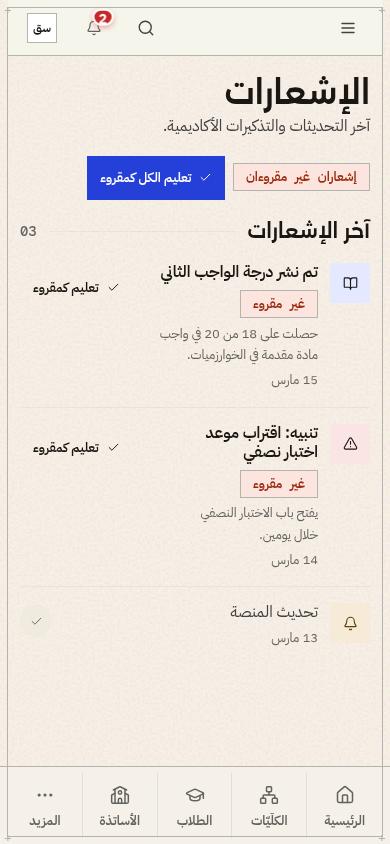 2
سق
الإشعارات
آخر التحديثات والتذكيرات الأكاديمية.
إشعاران غير مقروءان
تعليم الكل كمقروء
آخر الإشعارات
03
تم نشر درجة الواجب الثاني
تعليم كمقروء
غير مقروء
حصلت على 18 من 20 في واجب
مادة مقدمة في الخوارزميات.
15 مارس
تنبيه: اقتراب موعد
اختبار نصفي
تعليم كمقروء
غير مقروء
يفتح باب الاختبار النصفي
خلال يومين.
14 مارس
تحديث المنصة
13 مارس
الرئيسية
الكليّات
الطلاب
الأساتذة
المزيد